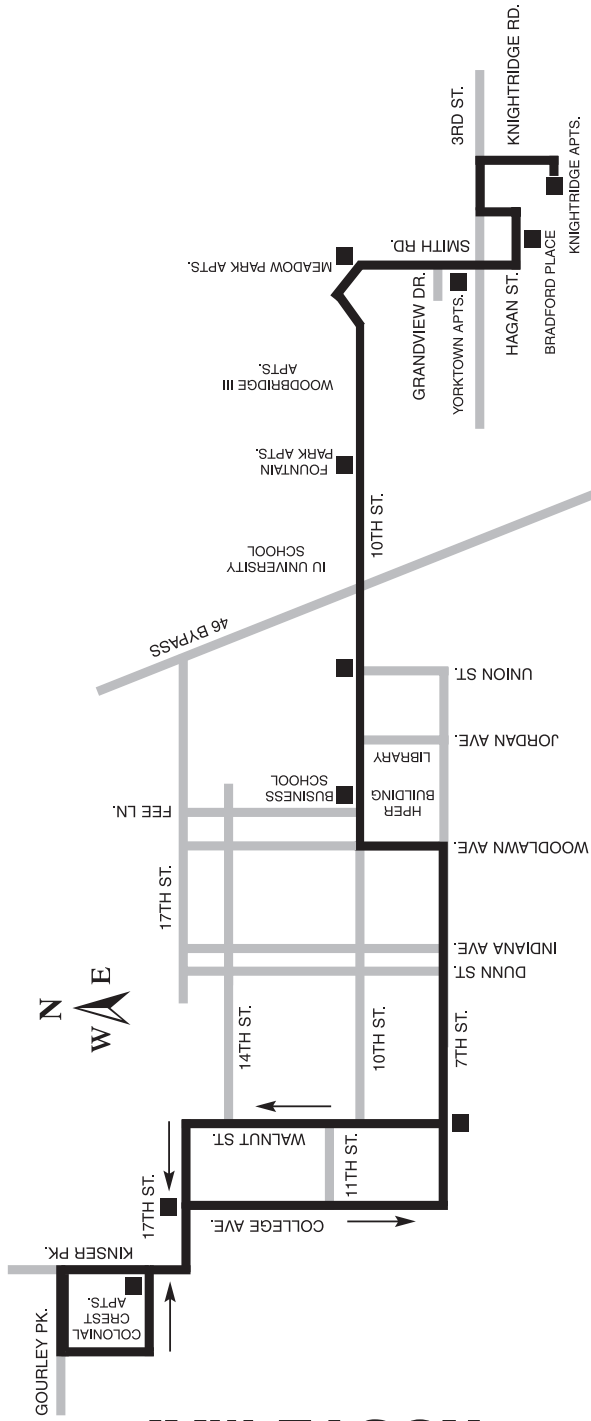 GOURLEY PK.
COLONIAL
CREST
APTS.
KINSER PK.
17TH ST.
COLLEGE AVE.
11TH ST.
WALNUT ST.
N
W E
14TH ST.
10TH ST.
7TH ST.
DUNN ST.
INDIANA AVE.
17TH ST.
WOODLAWN AVE.
FEE LN.
BUSINESS
SCHOOL
HPER
BUILDING
LIBRARY
JORDAN AVE.
UNION ST.
46 BYPASS
IU UNIVERSITY
SCHOOL
10TH ST.
FOUNTAIN
PARK APTS.
WOODBRIDGE III
APTS.
MEADOW PARK APTS.
GRANDVIEW DR.
YORKTOWN APTS.
SMITH RD.
HAGAN ST.
BRADFORD PLACE
3RD ST.
KNIGHTRIDGE RD.
KNIGHTRIDGE APTS.